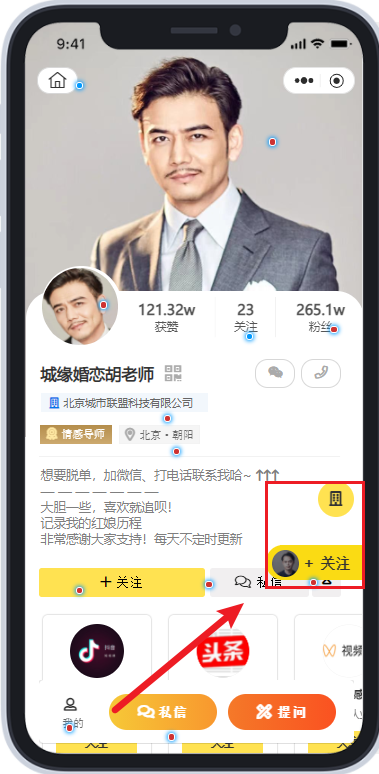 9:41
121.32w
23
265.1w
获赞
关注
粉丝
城缘婚恋胡老师
北京城市联盟科技有限公司
情感导师
北京·朝阳
想要脱单，加微信、打电话联系我哈~ ↑↑↑
— — — — — — —
大胆一些，喜欢就追呗！
记录我的红娘历程
非常感谢大家支持！每天不定时更新
+ 关注
+ 关注
私信
抖音
头条
视频
我的
私信
提问
关注
关注